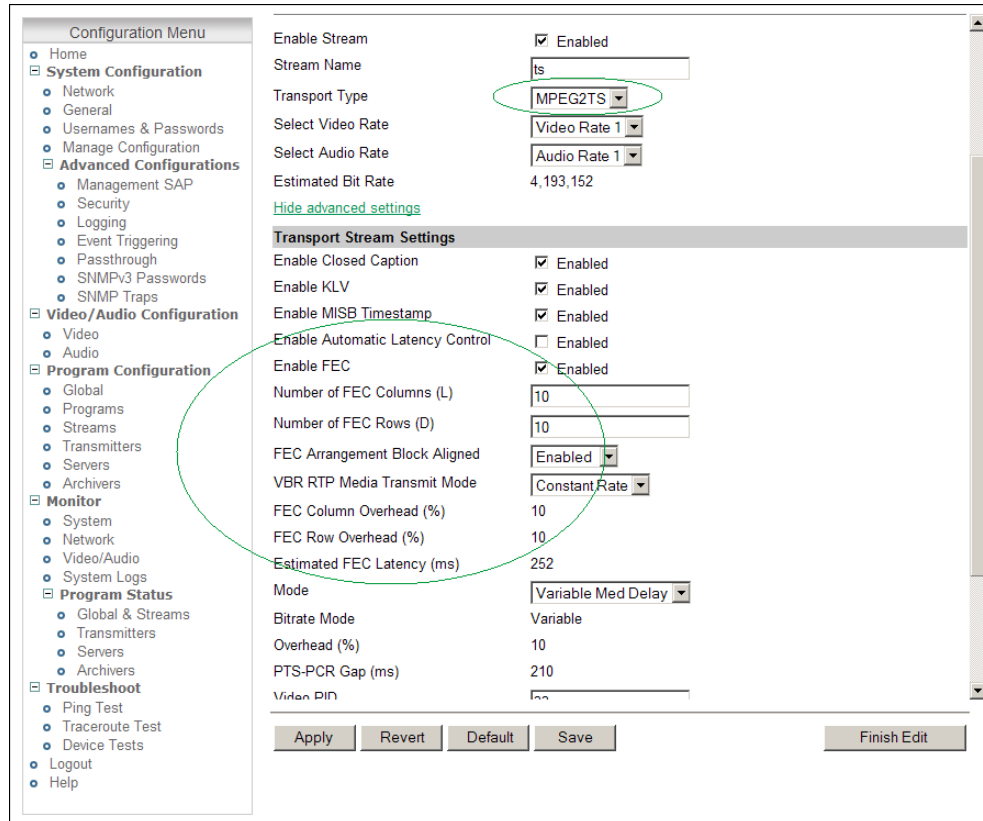 Configuration Menu
Home
System Configuration
Network
General
Usernames & Passwords
Manage Configuration
Advanced Configurations
Management SAP
Security
Logging
Event Triggering
Passthrough
SNMPv3 Passwords
SNMP Traps
Video/Audio Configuration
Video
Audio
Program Configuration
Global
Programs
Streams
Transmitters
Servers
Archivers
Monitor
System
Network
Video/Audio
System Logs
Program Status
Global & Streams
Transmitters
Servers
Archivers
Troubleshoot
Ping Test
Traceroute Test
Device Tests
Logout
Help
Enable Stream Enabled
Stream Name ts
Transport Type MPEG2TS
Select Video Rate Video Rate 1
Select Audio Rate Audio Rate 1
Estimated Bit Rate 4,193,152
Hide advanced settings
Transport Stream Settings
Enable Closed Caption Enabled
Enable KLV Enabled
Enable MISB Timestamp Enabled
Enable Automatic Latency Control Enabled
Enable FEC Enabled
Number of FEC Columns (L) 10
Number of FEC Rows (D) 10
FEC Arrangement Block Aligned Enabled
VBR RTP Media Transmit Mode Constant Rate
FEC Column Overhead (%) 10
FEC Row Overhead (%) 10
Estimated FEC Latency (ms) 252
Mode Variable Med Delay
Bitrate Mode Variable
Overhead (%) 10
PTS-PCR Gap (ms) 210
Video PID
Apply Revert Default Save Finish Edit